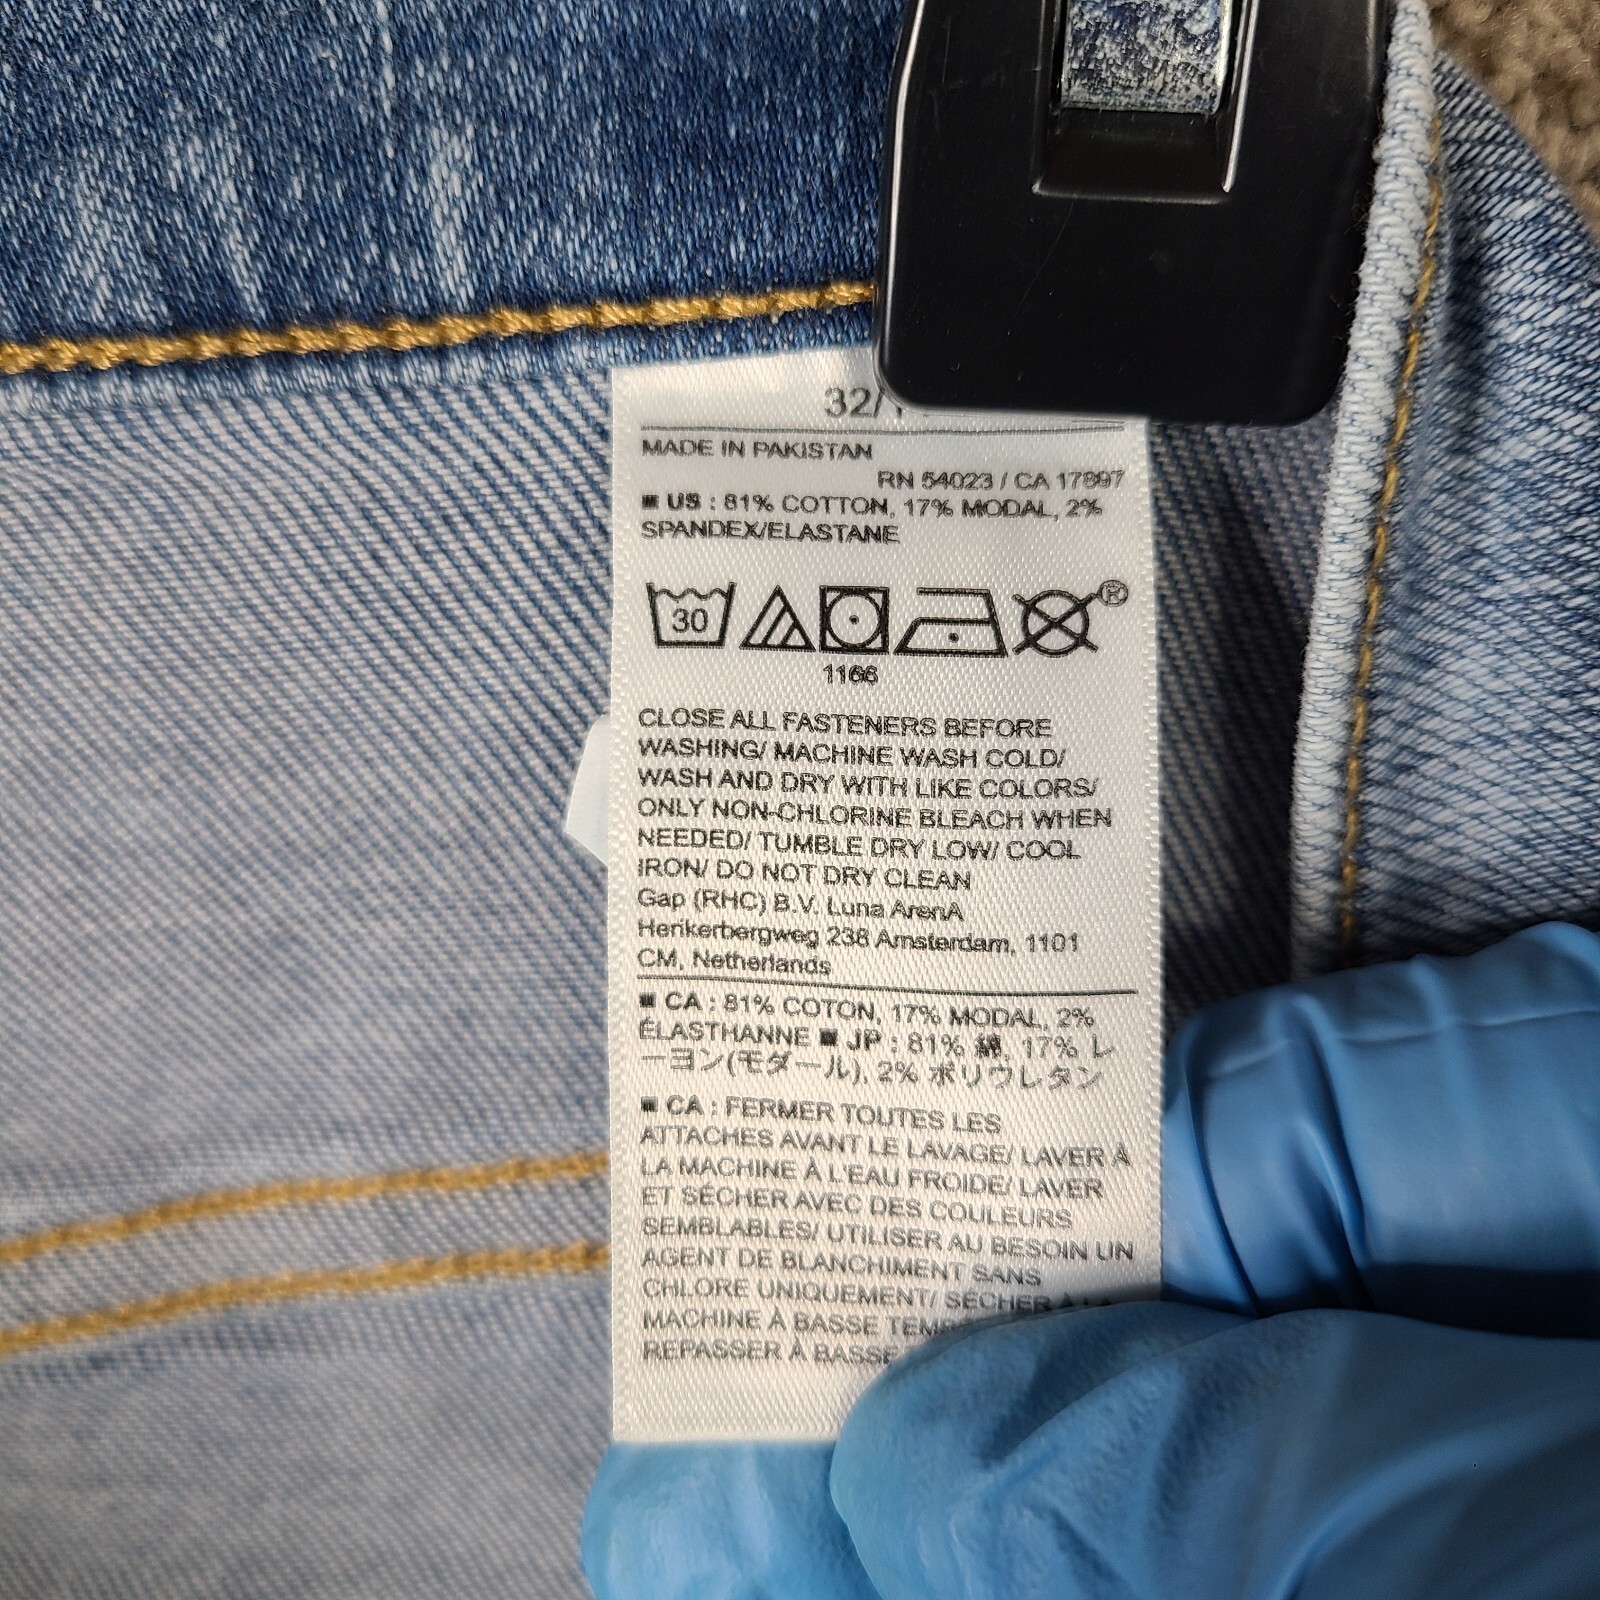 32/
MADE IN PAKISTAN
RN 54023 / CA 17897
■ US : 81% COTTON, 17% MODAL, 2%
SPANDEX/ELASTANE
30
®
1166
CLOSE ALL FASTENERS BEFORE
WASHING/ MACHINE WASH COLD/
WASH AND DRY WITH LIKE COLORS/
ONLY NON-CHLORINE BLEACH WHEN
NEEDED/ TUMBLE DRY LOW/ COOL
IRON/ DO NOT DRY CLEAN
Gap (RHC) B.V. Luna ArenA
Herikerbergweg 238 Amsterdam, 1101
CM, Netherlands
■ CA : 81% COTON, 17% MODAL, 2%
ÉLASTHANNE ■ JP : 81% 綿, 17% レ
ーヨン(モダール), 2% ポリウレタン
■ CA : FERMER TOUTES LES
ATTACHES AVANT LE LAVAGE/ LAVER À
LA MACHINE À L'EAU FROIDE/ LAVER
ET SÉCHER AVEC DES COULEURS
SEMBLABLES/ UTILISER AU BESOIN UN
AGENT DE BLANCHIMENT SANS
CHLORE UNIQUEMENT/ SÉCHER À LA
MACHINE À BASSE
REPASSER À BASSE